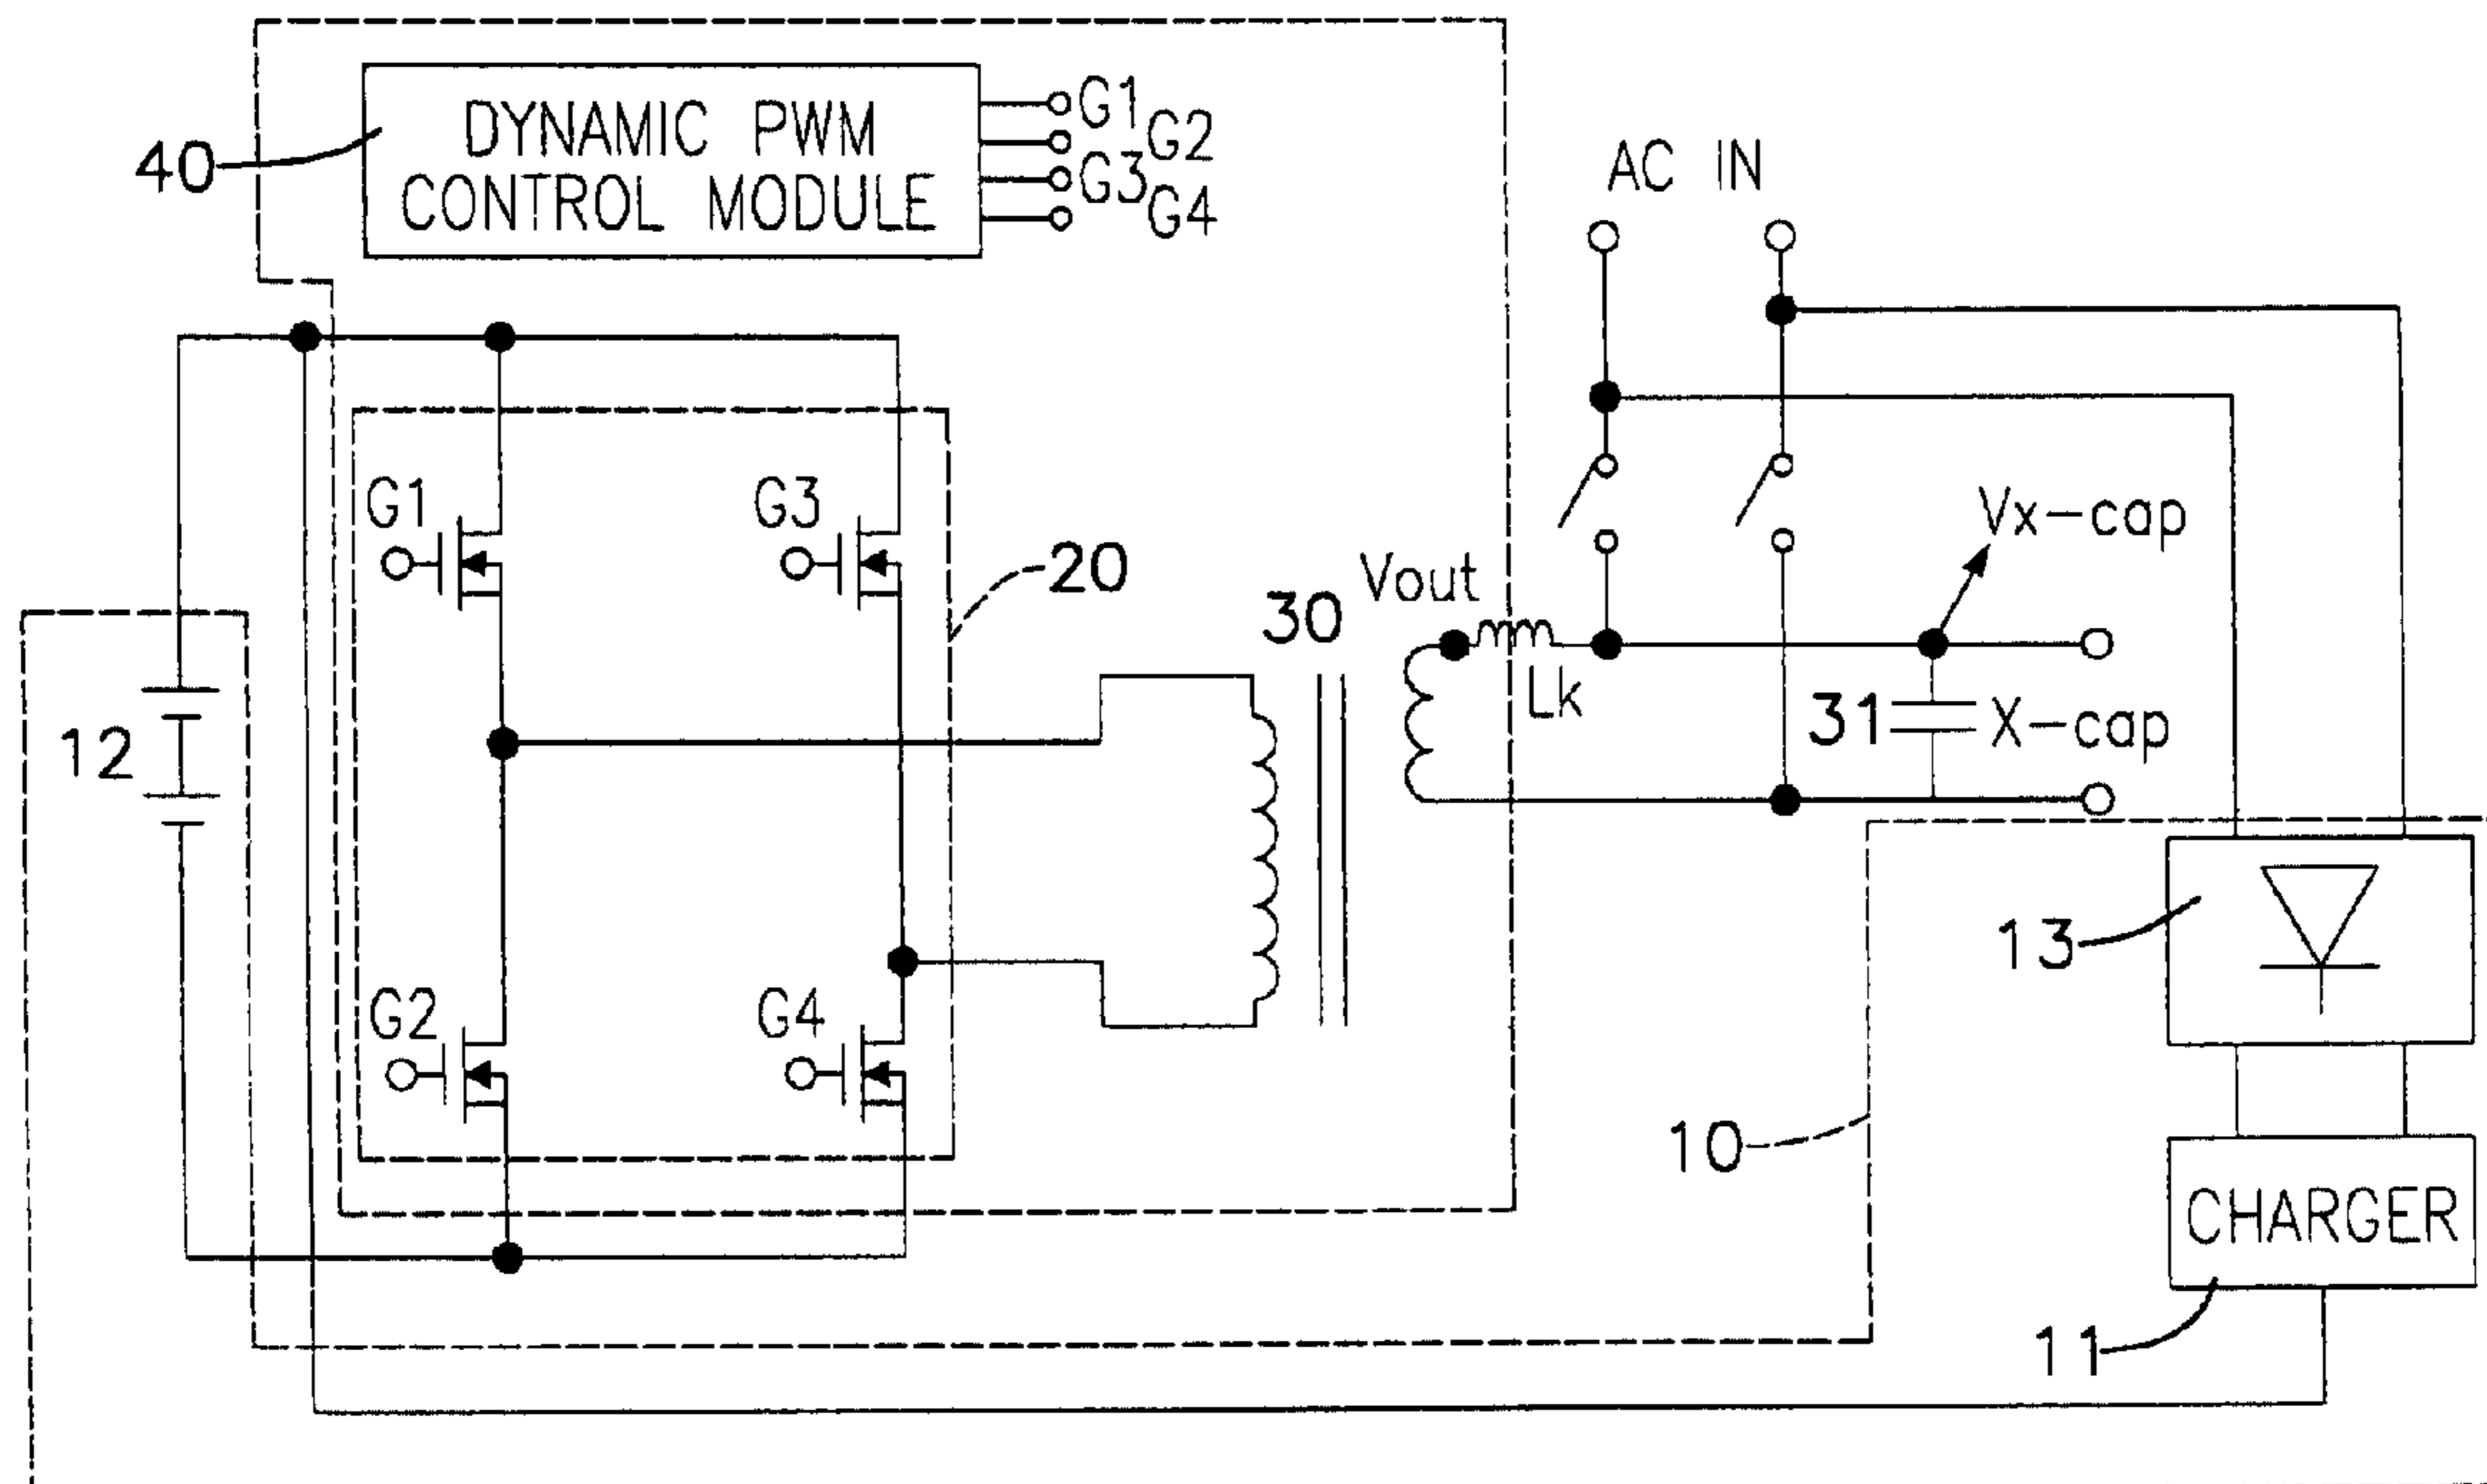 DYNAMIC PWM
CONTROL MODULE
G1
G2
G3
G4
40
AC IN
G1
G3
20
Vx-cap
Vout
30
Lk
31
X-cap
12
13
G2
G4
10
CHARGER
11